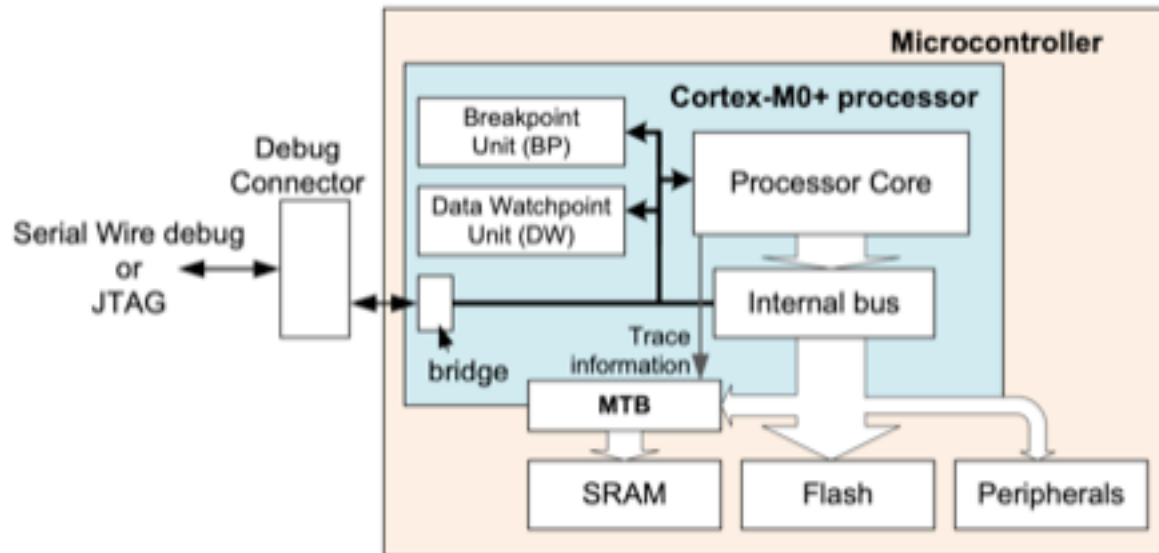 Microcontroller
Cortex-M0+ processor
Breakpoint
Unit (BP)
Processor Core
Debug
Connector
Data Watchpoint
Unit (DW)
Serial Wire debug
or
JTAG
Internal bus
bridge
Trace
information
MTB
SRAM
Flash
Peripherals